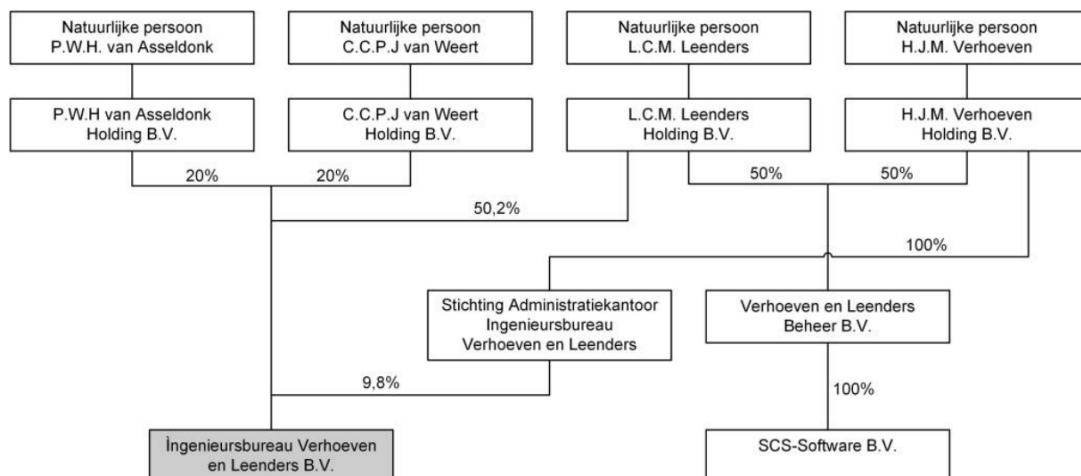 Natuurlijke persoon
P.W.H. van Asseldonk
Natuurlijke persoon
C.C.P.J van Weert
Natuurlijke persoon
L.C.M. Leenders
Natuurlijke persoon
H.J.M. Verhoeven
P.W.H van Asseldonk
Holding B.V.
C.C.P.J van Weert
Holding B.V.
L.C.M. Leenders
Holding B.V.
H.J.M. Verhoeven
Holding B.V.
20%
20%
50%
50%
50,2%
100%
Stichting Administratiekantoor
Ingenieursbureau
Verhoeven en Leenders
Verhoeven en Leenders
Beheer B.V.
9,8%
100%
Ingenieursbureau Verhoeven
en Leenders B.V.
SCS-Software B.V.